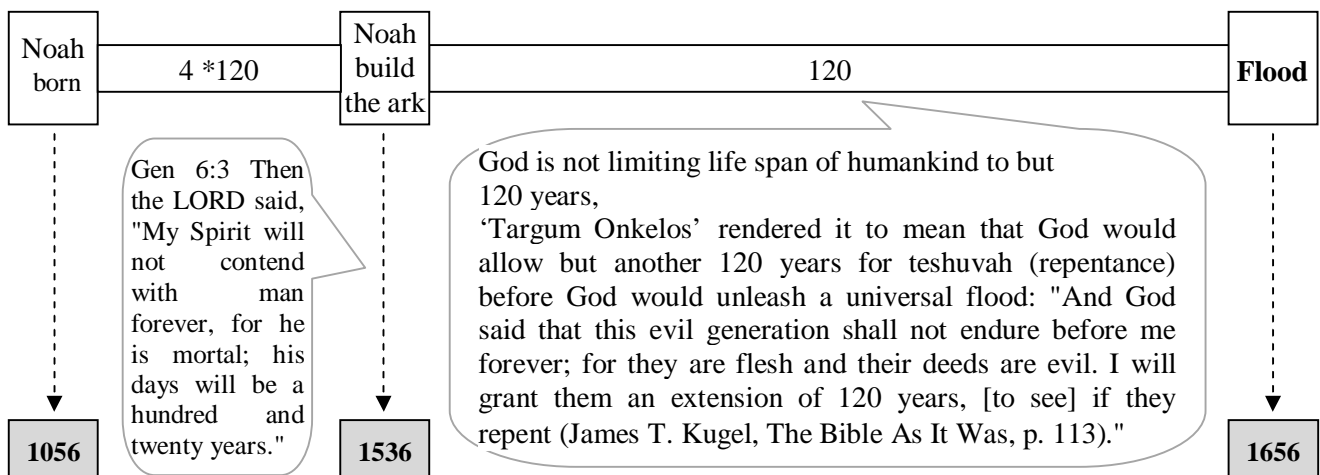 Noah
born
4 *120
Noah
build
the ark
120
Flood
Gen 6:3 Then
the LORD said,
"My Spirit will
not contend
with man
forever, for he
is mortal; his
days will be a
hundred and
twenty years."
God is not limiting life span of humankind to but
120 years,
‘Targum Onkelos’ rendered it to mean that God would
allow but another 120 years for teshuvah (repentance)
before God would unleash a universal flood: "And God
said that this evil generation shall not endure before me
forever; for they are flesh and their deeds are evil. I will
grant them an extension of 120 years, [to see] if they
repent (James T. Kugel, The Bible As It Was, p. 113)."
1056
1536
1656